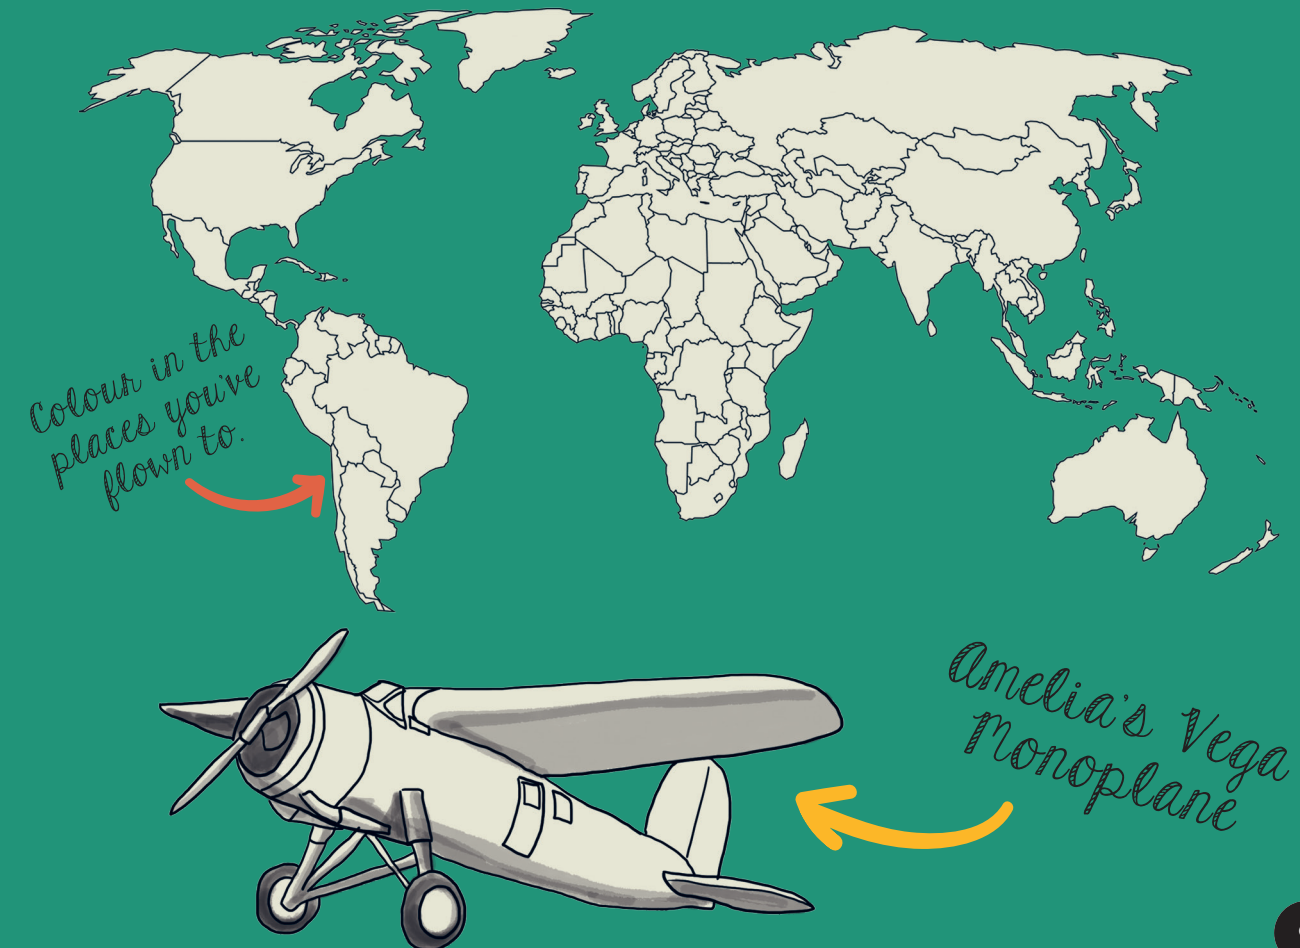 Colour in the
places you've
flown to.
Amelia's Vega
Monoplane